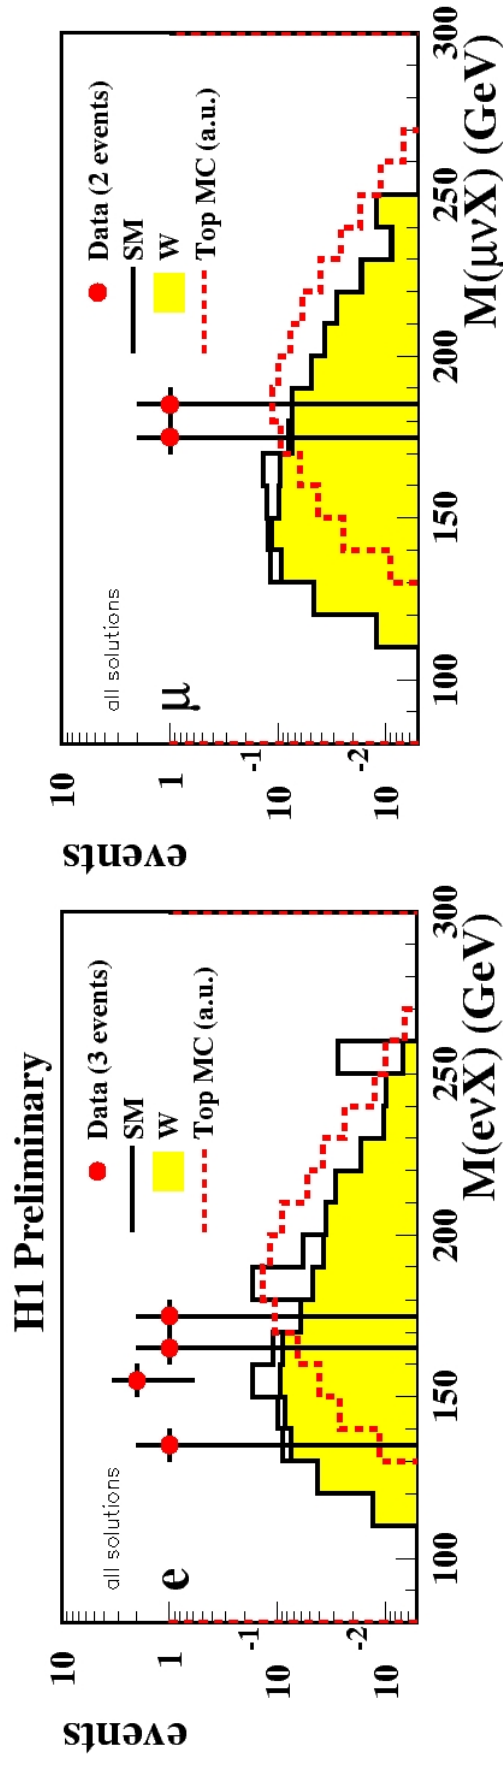 H1 Preliminary
events
10
1
10 -1
10 -2
all solutions
e
Data (3 events)
SM
W
Top MC (a.u.)
100 150 200 250 300
M(eνX) (GeV)
events
10
1
10 -1
10 -2
all solutions
μ
Data (2 events)
SM
W
Top MC (a.u.)
100 150 200 250 300
M(μνX) (GeV)